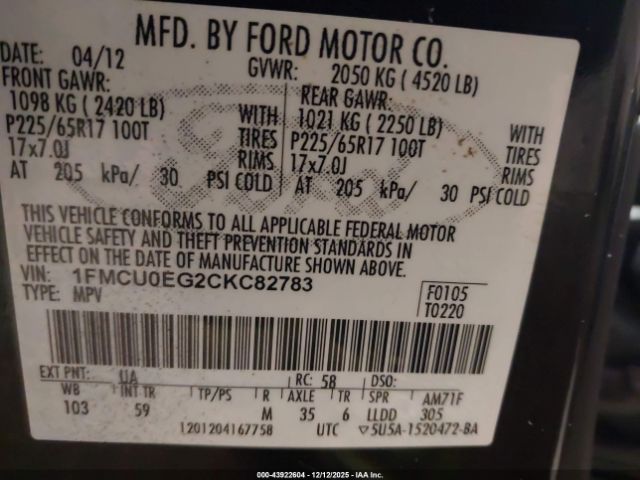 MFD. BY FORD MOTOR CO.
DATE: 04/12 GVWR: 2050 KG ( 4520 LB)
FRONT GAWR: REAR GAWR:
1098 KG ( 2420 LB) WITH 1021 KG ( 2250 LB) WITH
P225/65R17 100T TIRES P225/65R17 100T TIRES
17x7.0J RIMS 17x7.0J RIMS
AT 205 kPa/ 30 PSI COLD AT 205 kPa/ 30 PSI COLD
Ford
THIS VEHICLE CONFORMS TO ALL APPLICABLE FEDERAL MOTOR
VEHICLE SAFETY AND THEFT PREVENTION STANDARDS IN
EFFECT ON THE DATE OF MANUFACTURE SHOWN ABOVE.
VIN: 1FMCU0EG2CKC82783
TYPE: MPV
F0105
T0220
EXT PNT: UA RC: 58 DSO:
WB INT TR TP/PS R AXLE TR SPR AM71F
103 59 M 35 6 LLDD 305
1201204167758 UTC ▽5U5A-1520472-BA
000-43922604 - 12/12/2025 - IAAI.com